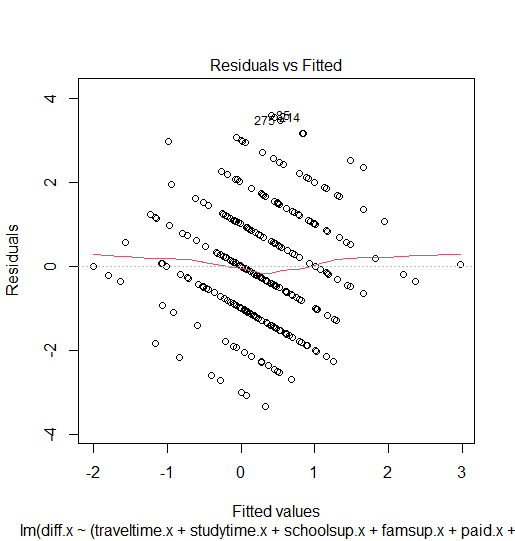 Residuals vs Fitted
4
2
0
-2
-4
Residuals
275
-2 -1 0 1 2 3
Fitted values
lm(diff.x ~ (traveltime.x + studytime.x + schoolsup.x + famsup.x + paid.x +